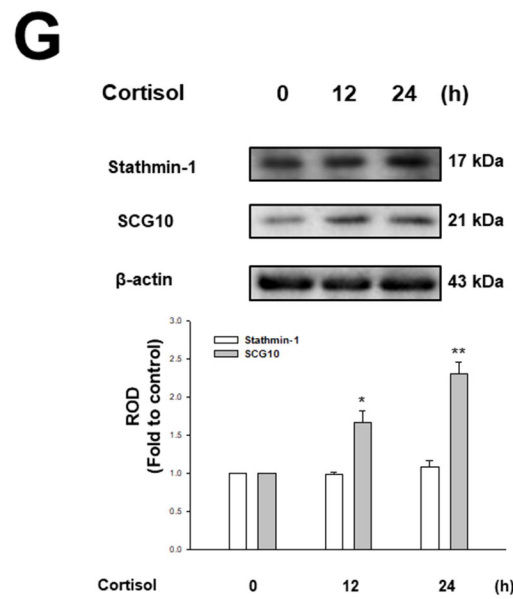 G
Cortisol 0 12 24 (h)
Stathmin-1 17 kDa
SCG10 21 kDa
β-actin 43 kDa
ROD
(Fold to control)
3.0
2.5
2.0
1.5
1.0
0.5
0.0
Stathmin-1
SCG10
*
**
Cortisol 0 12 24 (h)